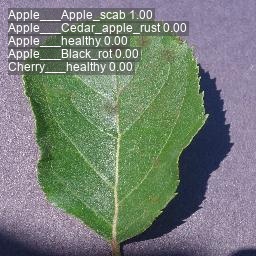 Apple___Apple_scab 1.00
Apple___Cedar_apple_rust 0.00
Apple___healthy 0.00
Apple___Black_rot 0.00
Cherry___healthy 0.00